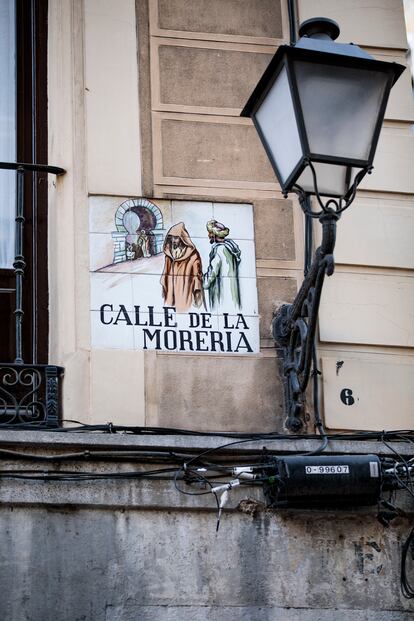 CALLE DE LA
MORERIA
6
0-99607